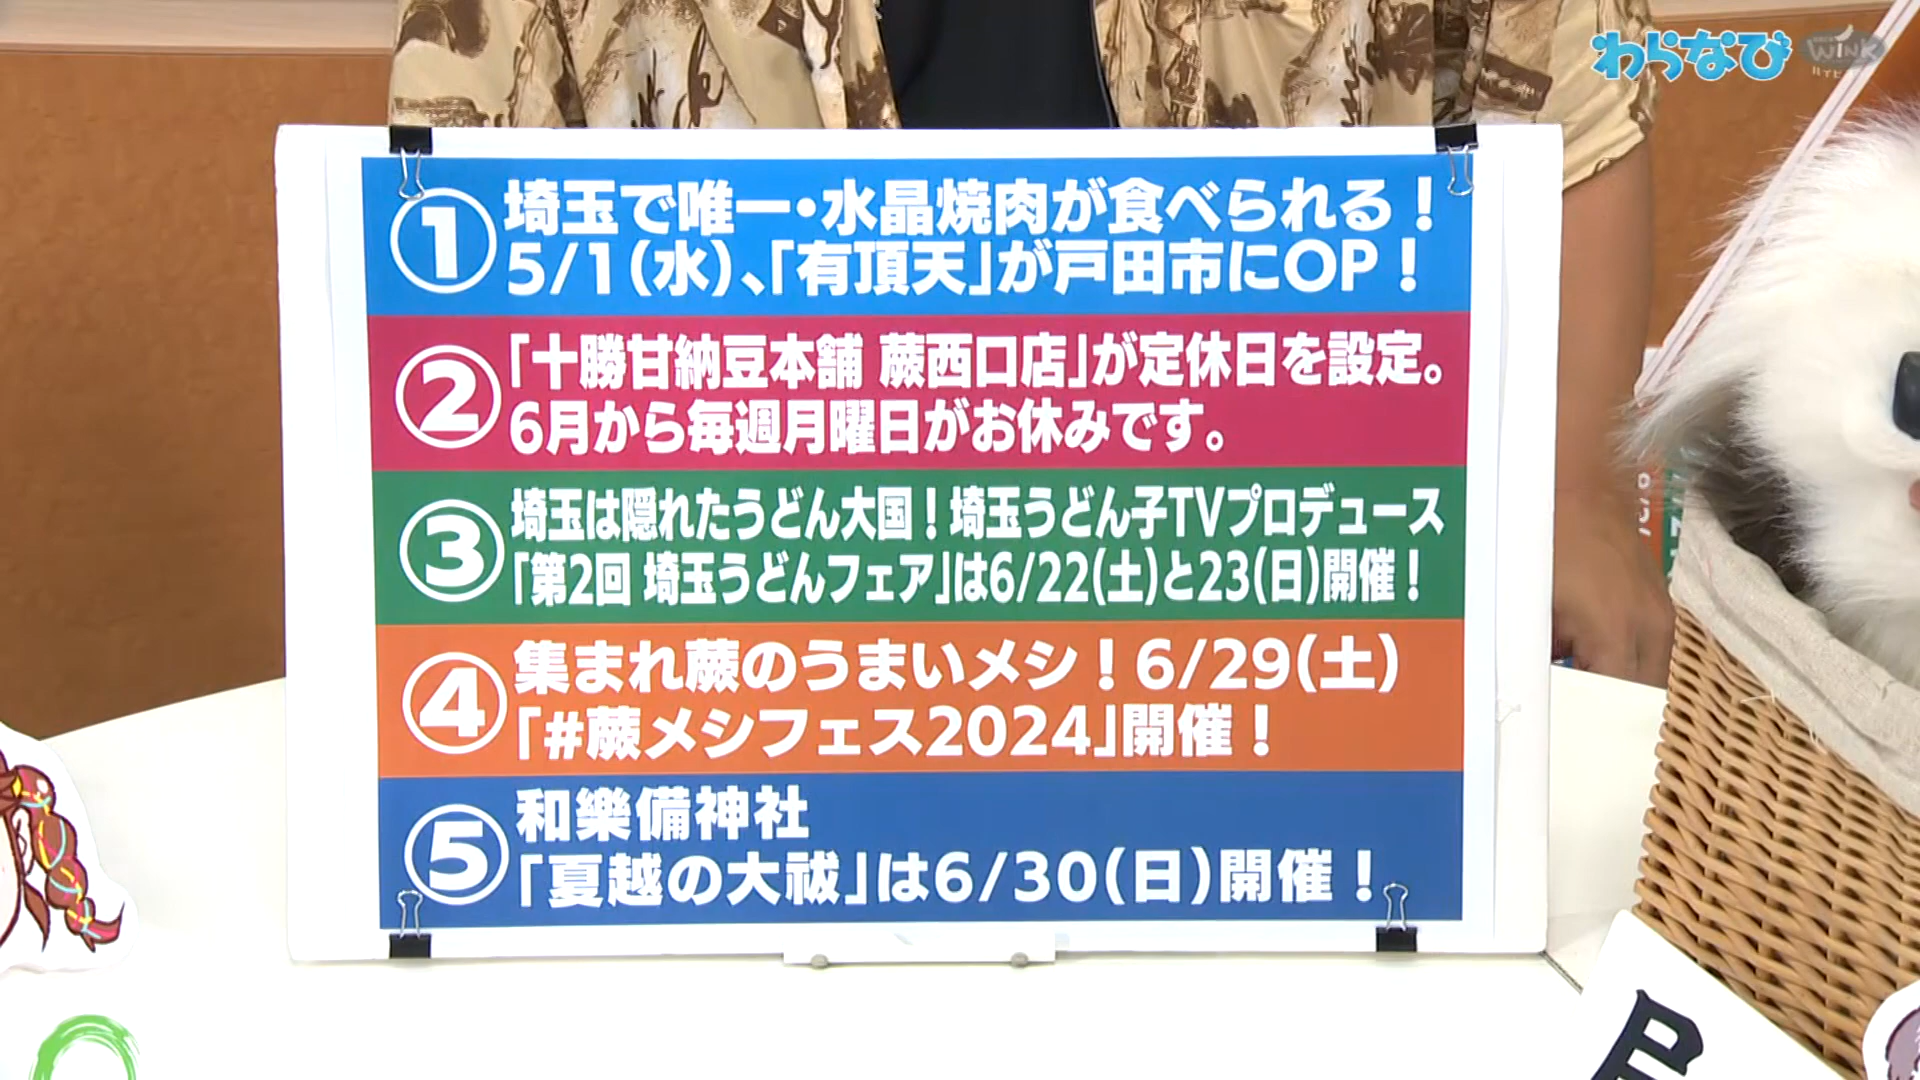 わらなび
WINK
① 埼玉で唯一・水晶焼肉が食べられる！
5/1(水)、「有頂天」が戸田市にOP！
② 「十勝甘納豆本舗 蕨西口店」が定休日を設定。
6月から毎週月曜日がお休みです。
③ 埼玉は隠れたうどん大国！埼玉うどん子TVプロデュース
「第2回 埼玉うどんフェア」は6/22(土)と23(日)開催！
④ 集まれ蕨のうまいメシ！6/29(土)
「#蕨メシフェス2024」開催！
⑤ 和樂備神社
「夏越の大祓」は6/30(日)開催！